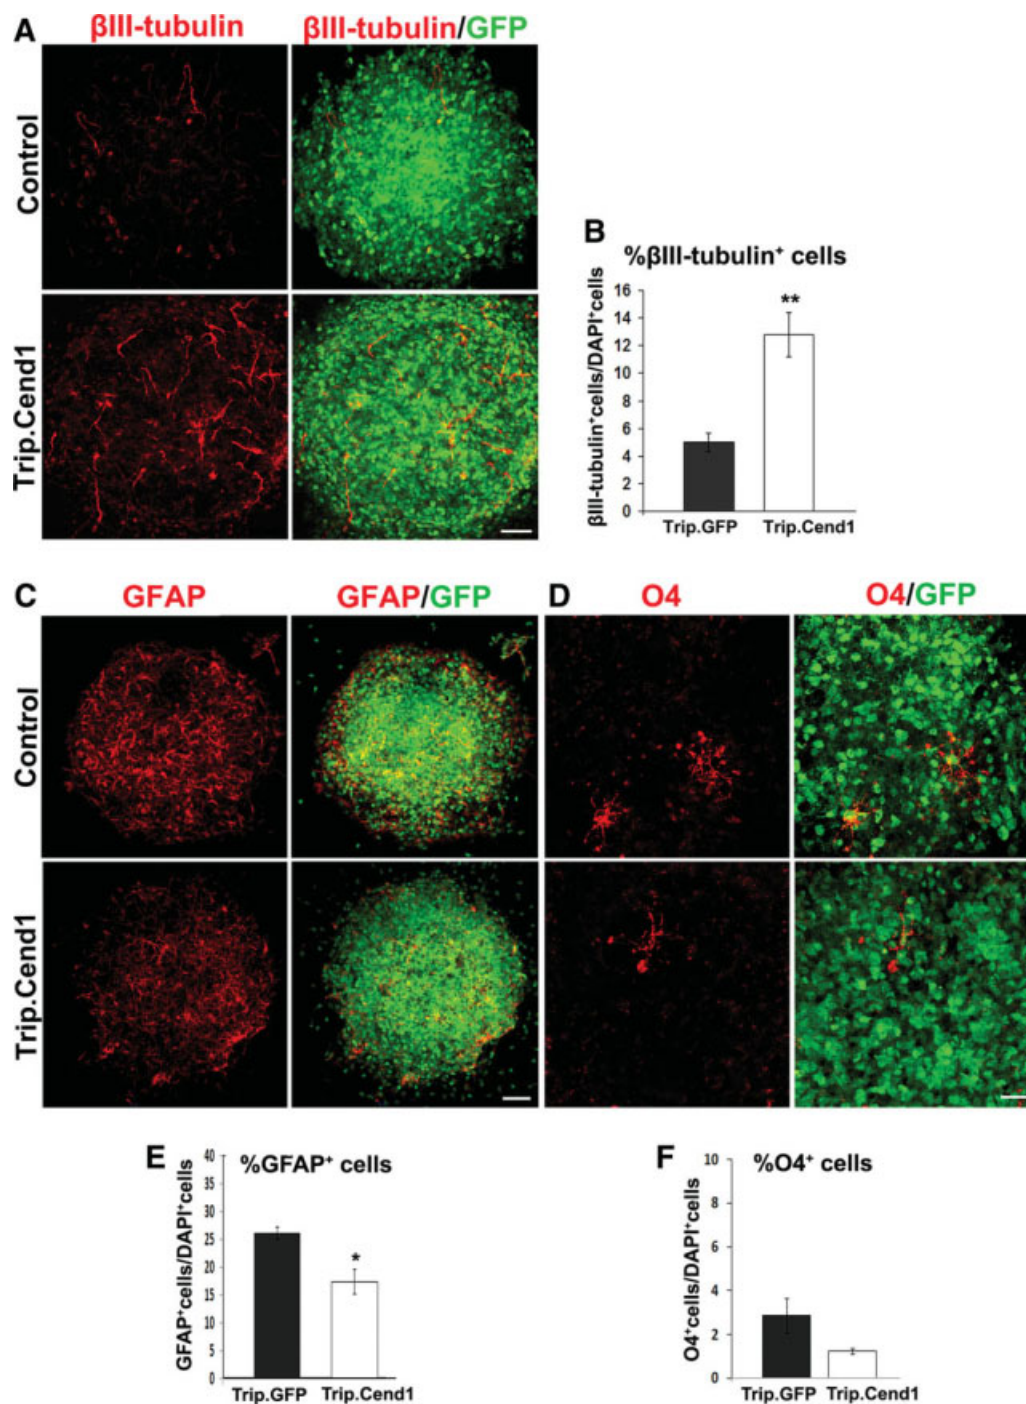 A
βIII-tubulin
βIII-tubulin/GFP
Control
Trip.Cend1
B
%βIII-tubulin⁺ cells
βIII-tubulin⁺cells/DAPI⁺cells
16
**
14
12
10
8
6
4
2
0
Trip.GFP
Trip.Cend1
C
GFAP
GFAP/GFP
D
O4
O4/GFP
Control
Trip.Cend1
E
%GFAP⁺ cells
GFAP⁺cells/DAPI⁺cells
40
35
30
25
20
*
15
10
5
0
Trip.GFP
Trip.Cend1
F
%O4⁺ cells
O4⁺cells/DAPI⁺cells
10
8
6
4
2
0
Trip.GFP
Trip.Cend1